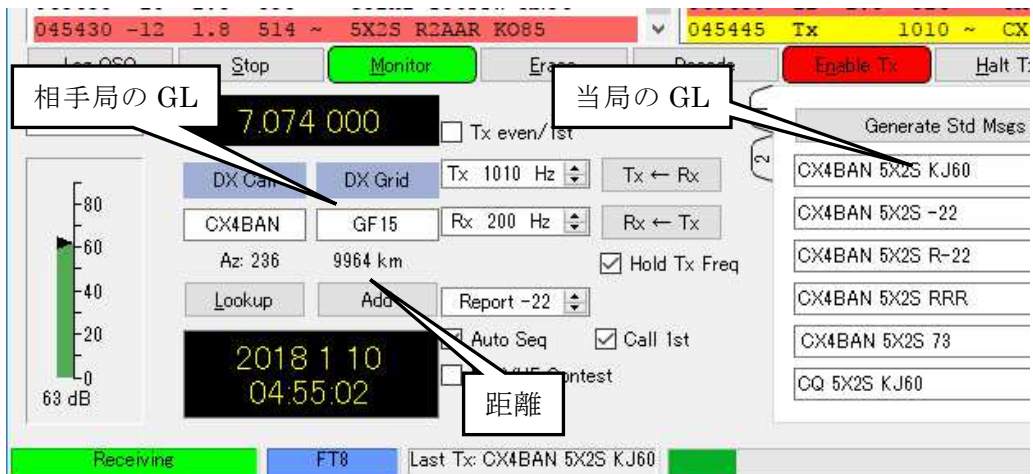 045430 -12 1.8 514 ~ 5X2S R2AAR KO85
045445 Tx 1010 ~ CX
Stop
Monitor
Enable Tx
Halt Tx
相手局の GL
当局の GL
7.074 000
Tx even/1st
Generate Std Msgs
2
DX Call
DX Grid
Tx 1010 Hz
Tx ← Rx
CX4BAN 5X2S KJ60
CX4BAN
GF15
Rx 200 Hz
Rx ← Tx
CX4BAN 5X2S -22
-80
-60
-40
-20
-0
63 dB
Az: 236
9964 km
Hold Tx Freq
CX4BAN 5X2S R-22
Lookup
Add
Report -22
CX4BAN 5X2S RRR
Auto Seq
Call 1st
CX4BAN 5X2S 73
2018 1 10
04:55:02
Contest
距離
CQ 5X2S KJ60
Receiving
FT8
Last Tx: CX4BAN 5X2S KJ60